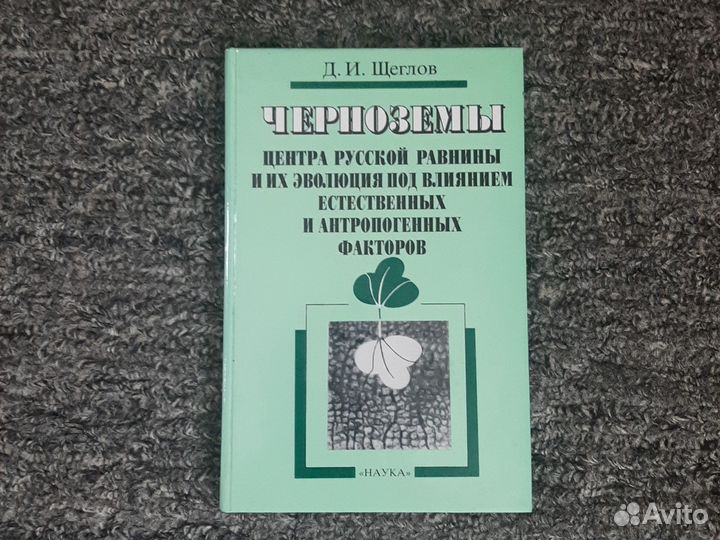 Д. И. Щеглов
ЧЕРНОЗЕМЫ
ЦЕНТРА РУССКОЙ РАВНИНЫ
И ИХ ЭВОЛЮЦИЯ ПОД ВЛИЯНИЕМ
ЕСТЕСТВЕННЫХ
И АНТРОПОГЕННЫХ
ФАКТОРОВ
«НАУКА»
Avito